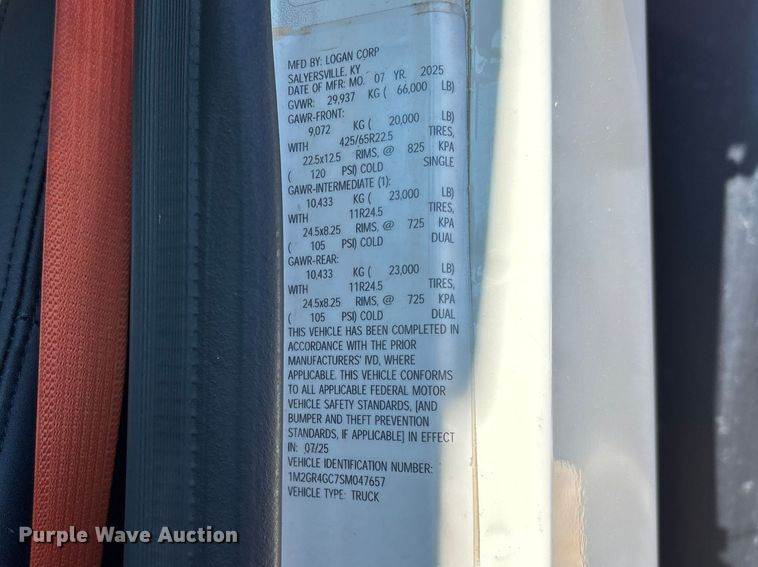 MFD BY: LOGAN CORP
SALYERSVILLE, KY
DATE OF MFR: MO. 07 YR. 2025
GVWR: 29,937 KG ( 66,000 LB)
GAWR-FRONT:
9,072 KG ( 20,000 LB)
WITH 425/65R22.5 TIRES,
22.5x12.5 RIMS, @ 825 KPA
( 120 PSI) COLD SINGLE
GAWR-INTERMEDIATE (1):
10,433 KG ( 23,000 LB)
WITH 11R24.5 TIRES,
24.5x8.25 RIMS, @ 725 KPA
( 105 PSI) COLD DUAL
GAWR-REAR:
10,433 KG ( 23,000 LB)
WITH 11R24.5 TIRES,
24.5x8.25 RIMS, @ 725 KPA
( 105 PSI) COLD DUAL
THIS VEHICLE HAS BEEN COMPLETED IN
ACCORDANCE WITH THE PRIOR
MANUFACTURERS' IVD, WHERE
APPLICABLE. THIS VEHICLE CONFORMS
TO ALL APPLICABLE FEDERAL MOTOR
VEHICLE SAFETY STANDARDS, [AND
BUMPER AND THEFT PREVENTION
STANDARDS, IF APPLICABLE] IN EFFECT
IN: 07/25
VEHICLE IDENTIFICATION NUMBER:
1M2GR4GC7SM047657
VEHICLE TYPE: TRUCK
Purple Wave Auction